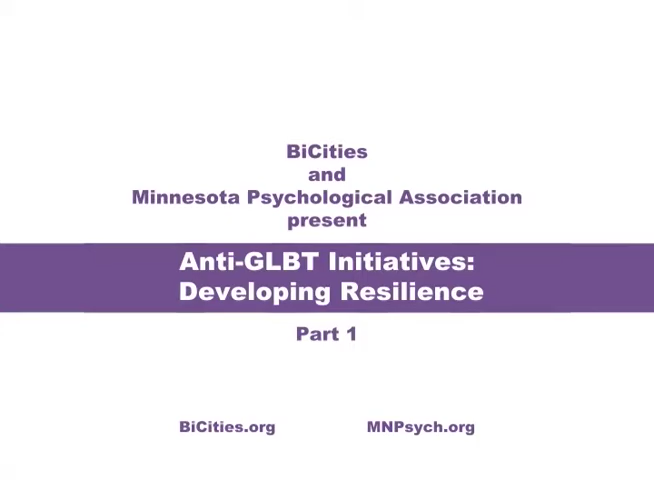 BiCities
and
Minnesota Psychological Association
present
Anti-GLBT Initiatives:
Developing Resilience
Part 1
BiCities.org MNPsych.org